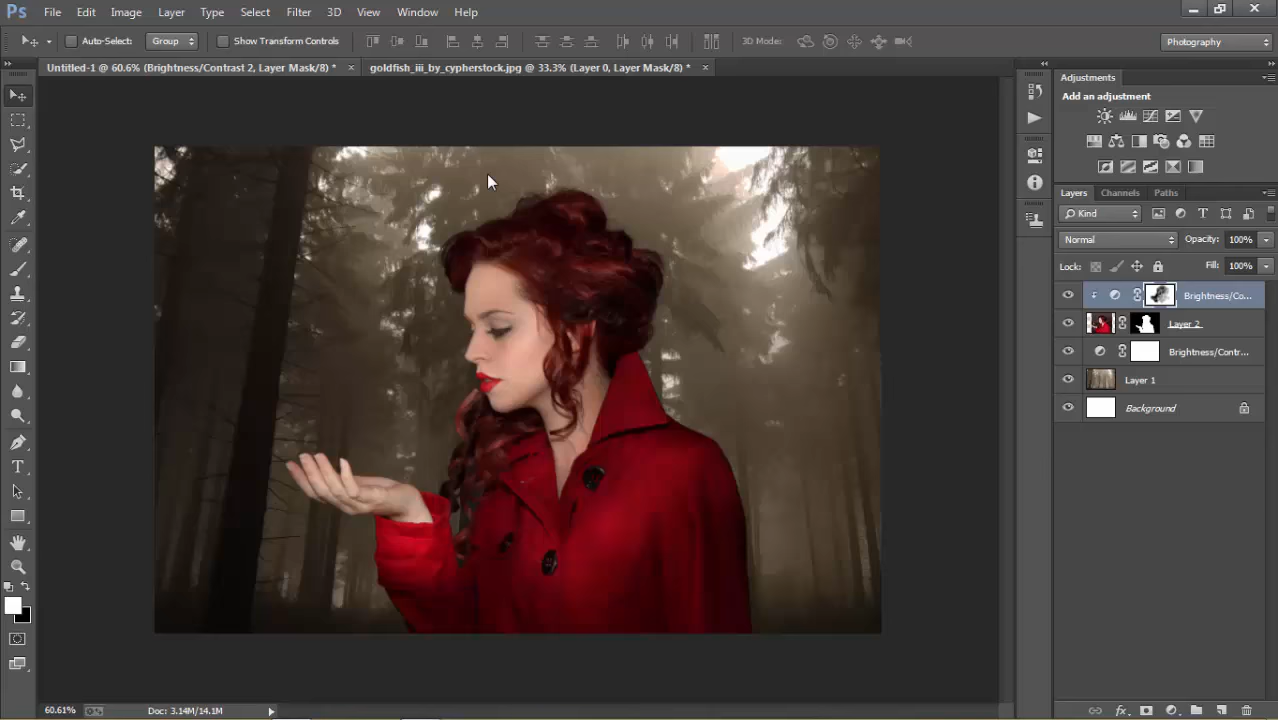 Ps File Edit Image Layer Type Select Filter 3D View Window Help
Auto-Select: Group Show Transform Controls 3D Mode: Photography
Untitled-1 @ 60.6% (Brightness/Contrast 2, Layer Mask/8) * × goldfish_iii_by_cypherstock.jpg @ 33.3% (Layer 0, Layer Mask/8) * ×
Adjustments
Add an adjustment
Layers Channels Paths
Kind
Normal Opacity: 100%
Lock: Fill: 100%
Brightness/Co...
Layer 2
Brightness/Contr...
Layer 1
Background
60.61% Doc: 3.14M/14.1M